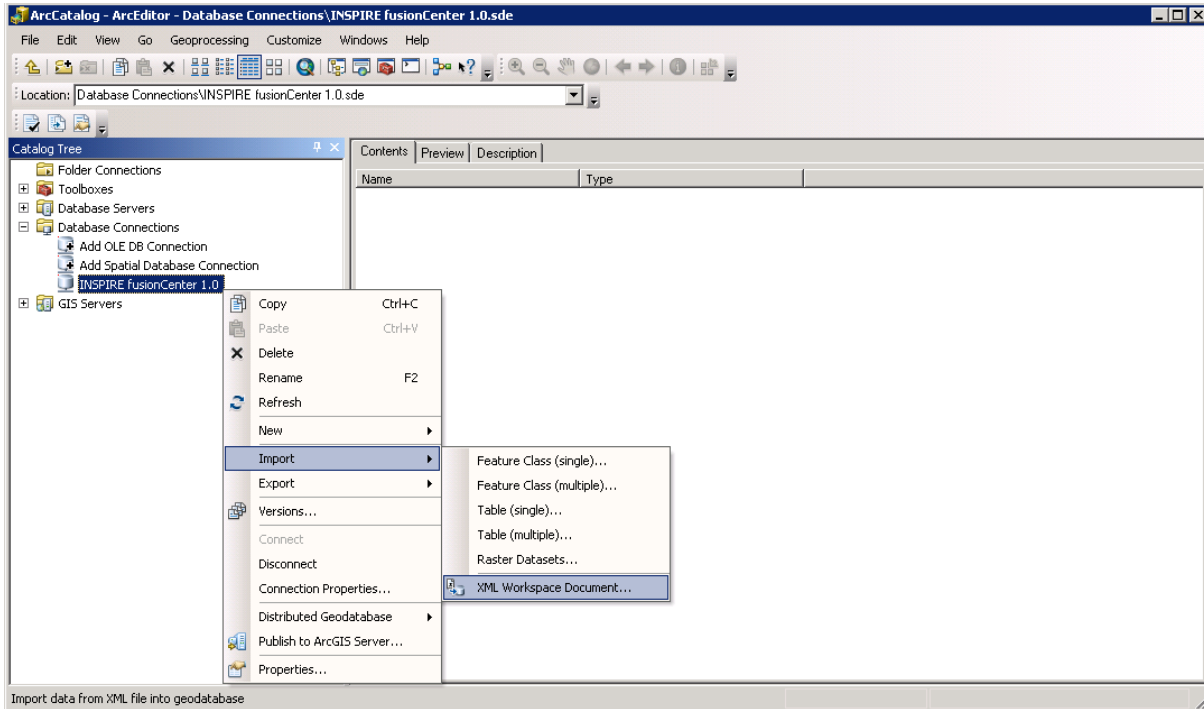 ArcCatalog - ArcEditor - Database Connections\INSPIRE fusionCenter 1.0.sde
File Edit View Go Geoprocessing Customize Windows Help
Location: Database Connections\INSPIRE fusionCenter 1.0.sde
Catalog Tree
Folder Connections
Toolboxes
Database Servers
Database Connections
Add OLE DB Connection
Add Spatial Database Connection
INSPIRE fusionCenter 1.0
GIS Servers
Contents Preview Description
Name Type
Copy Ctrl+C
Paste Ctrl+V
Delete
Rename F2
Refresh
New
Import
Export
Versions...
Connect
Disconnect
Connection Properties...
Distributed Geodatabase
Publish to ArcGIS Server...
Properties...
Feature Class (single)...
Feature Class (multiple)...
Table (single)...
Table (multiple)...
Raster Datasets...
XML Workspace Document...
Import data from XML file into geodatabase